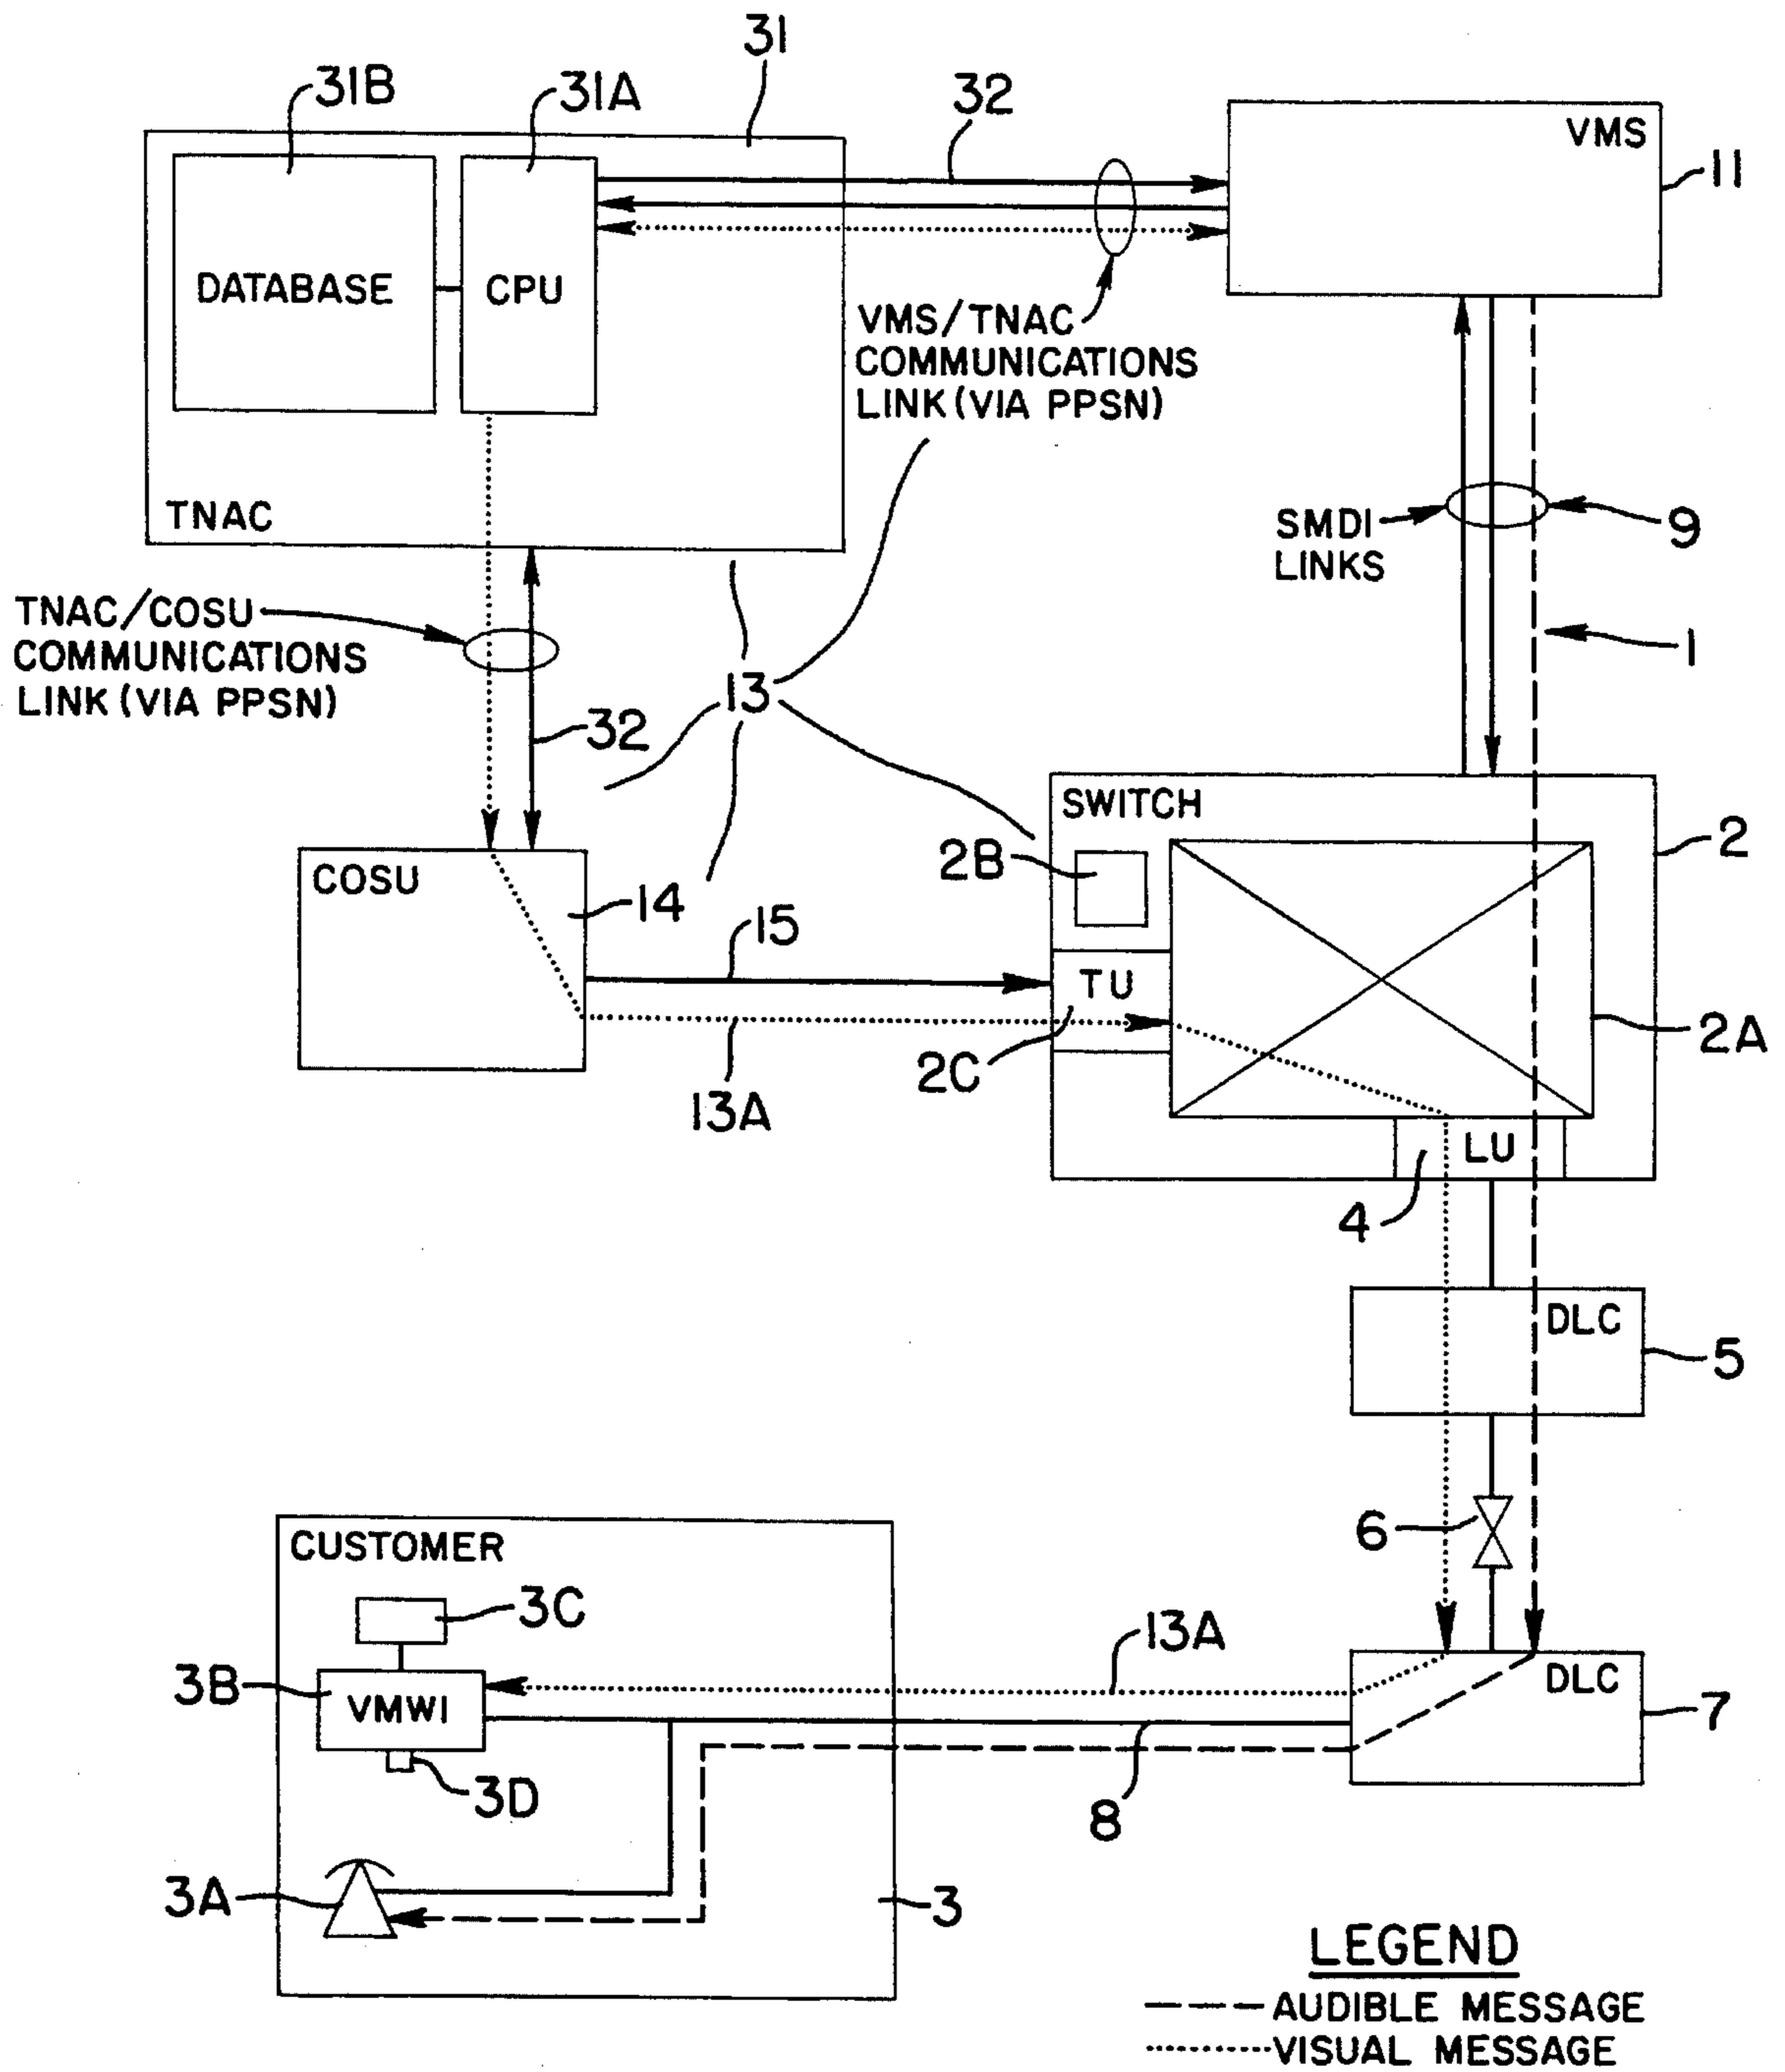 31
31B
31A
32
VMS
11
DATABASE
CPU
VMS/TNAC
COMMUNICATIONS
LINK (VIA PPSN)
TNAC
SMDI
LINKS
9
TNAC/COSU
COMMUNICATIONS
LINK (VIA PPSN)
1
13
32
SWITCH
2
2B
COSU
14
15
TU
2C
2A
13A
LU
4
DLC
5
6
CUSTOMER
3C
13A
3B
VMWI
DLC
7
3D
8
3A
3
LEGEND
AUDIBLE MESSAGE
VISUAL MESSAGE